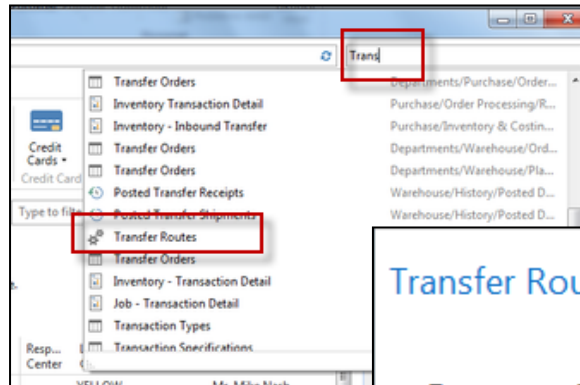 Trans
Transfer Orders Departments/Purchase/Order...
Inventory Transaction Detail Purchase/Order Processing/R...
Inventory - Inbound Transfer Purchase/Inventory & Costin...
Transfer Orders Departments/Warehouse/Ord...
Transfer Orders Departments/Warehouse/Pla...
Posted Transfer Receipts Warehouse/History/Posted D...
Posted Transfer Shipments Warehouse/History/Posted D...
Transfer Routes
Transfer Orders
Inventory - Transaction Detail
Job - Transaction Detail
Transaction Types
Transaction Specifications
Credit
Cards
Credit Card
Type to filte
Resp...
Center
YELLOW Mr. Mike Nash
Transfer Rou